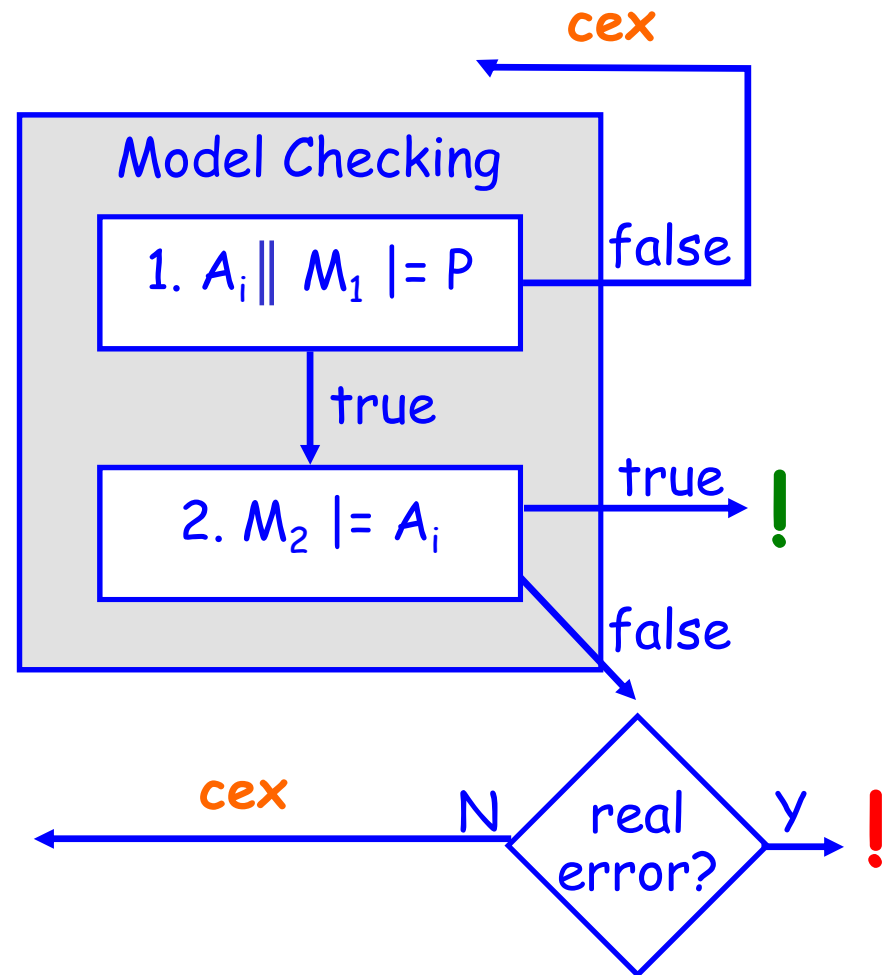 cex
Model Checking
1. Aᵢ || M₁ |= P
false
true
2. M₂ |= Aᵢ
true
!
false
cex
N
real
error?
Y
!